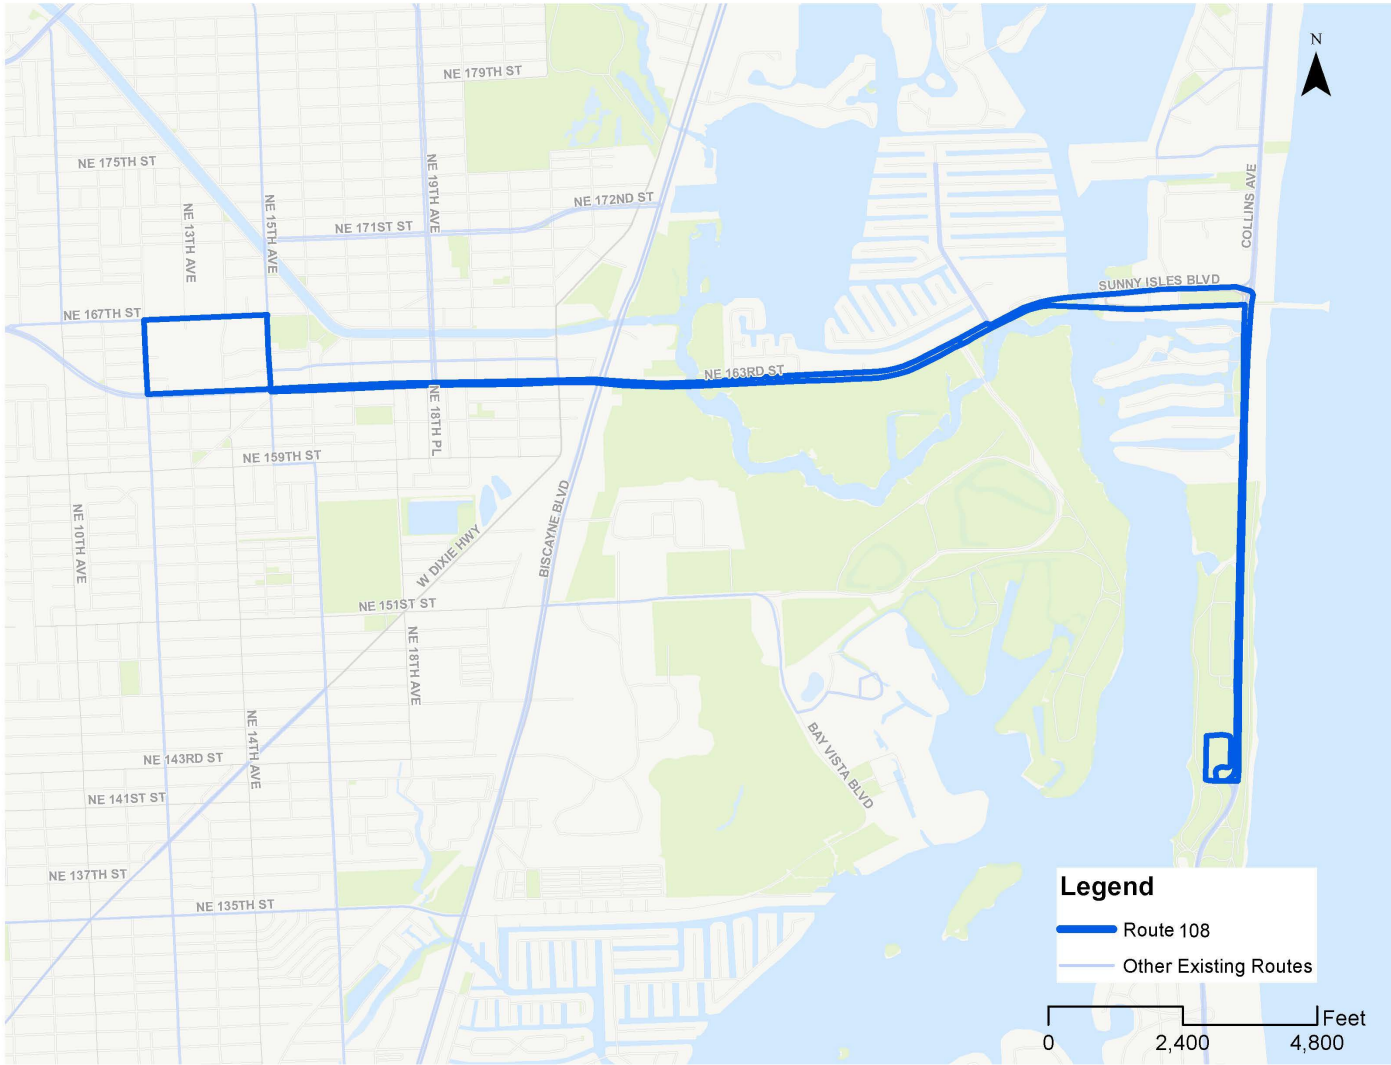 N
NE 179TH ST
NE 175TH ST
NE 19TH AVE
NE 172ND ST
NE 13TH AVE
NE 15TH AVE
NE 171ST ST
COLLINS AVE
SUNNY ISLES BLVD
NE 167TH ST
NE 163RD ST
NE 18TH PL
NE 159TH ST
BISCAYNE BLVD
NE 10TH AVE
W DIXIE HWY
NE 151ST ST
NE 18TH AVE
NE 14TH AVE
BAY VISTA BLVD
NE 143RD ST
NE 141ST ST
NE 137TH ST
NE 135TH ST
Legend
Route 108
Other Existing Routes
Feet
0 2,400 4,800